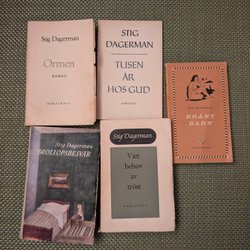 Stig Dagerman
Ormen
ROMAN
NORSTEDTS
STIG
DAGERMAN
TUSEN
ÅR
HOS GUD
NORSTEDTS
STIG DAGERMAN
BRÄNT
BARN
Stig Dagerman
BRÖLLOPSBESVÄR
Stig Dagerman
Vårt
behov
av
tröst
NORSTEDTS